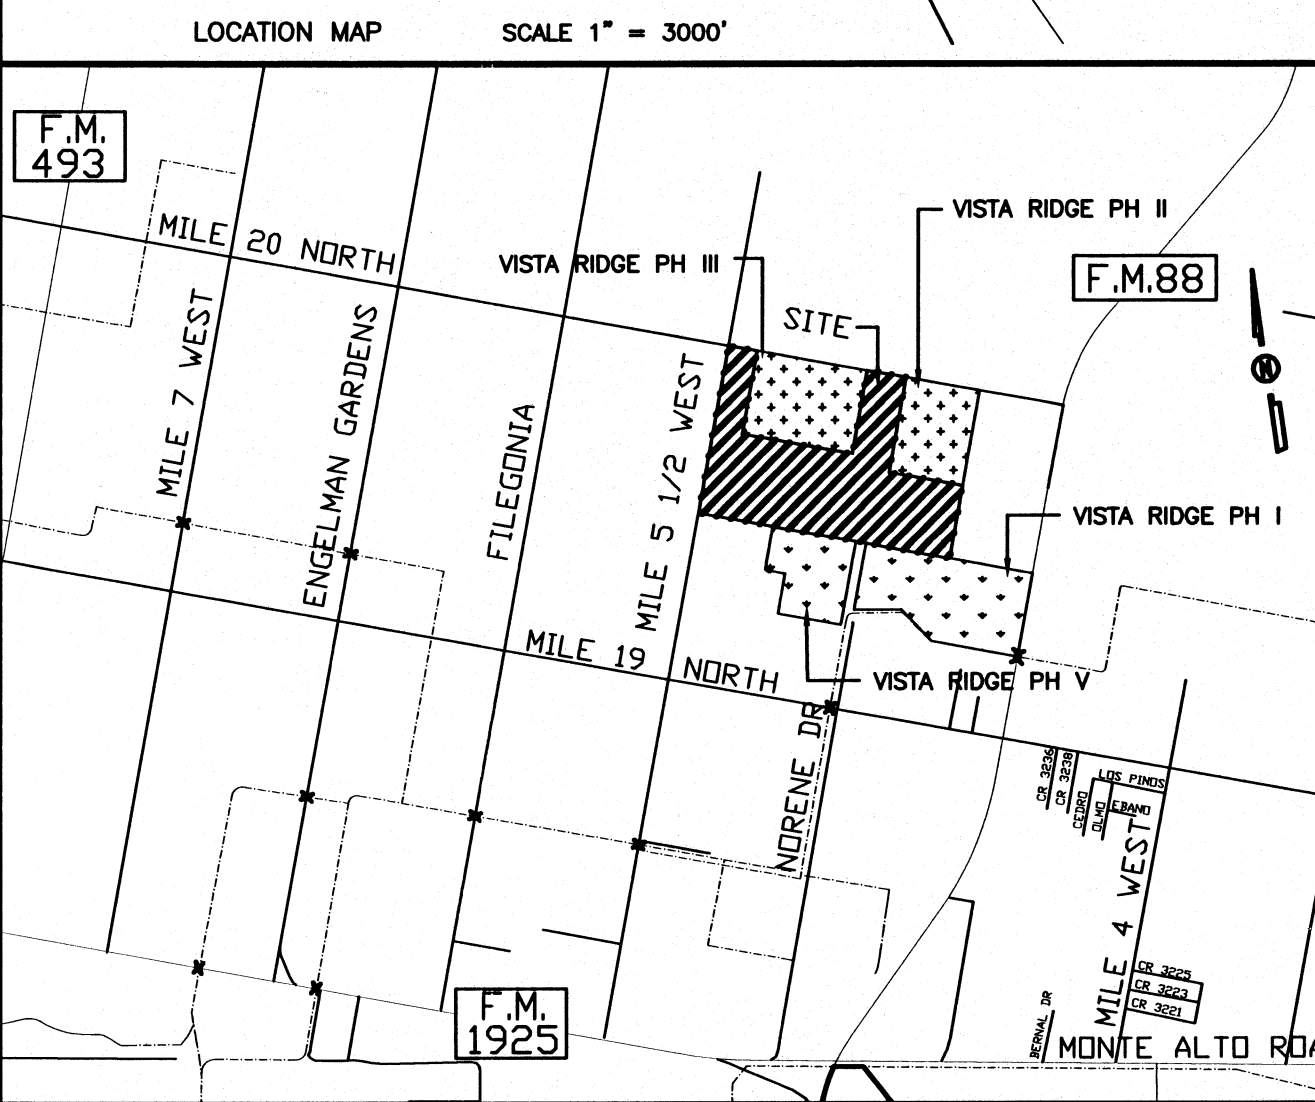 LOCATION MAP
SCALE 1" = 3000'
F.M.
493
VISTA RIDGE PH II
MILE 20 NORTH
VISTA RIDGE PH III
F.M.88
SITE
N
MILE 7 WEST
ENGELMAN GARDENS
FILEGONIA
MILE 5 1/2 WEST
VISTA RIDGE PH I
MILE 19 NORTH
VISTA RIDGE PH V
NORENE DR
CR 3236
CR 3238
LOS PINOS
CEDRO
OLMO
EBANO
MILE 4 WEST
CR 3225
CR 3223
CR 3221
BERNAL DR
F.M.
1925
MONTE ALTO ROA